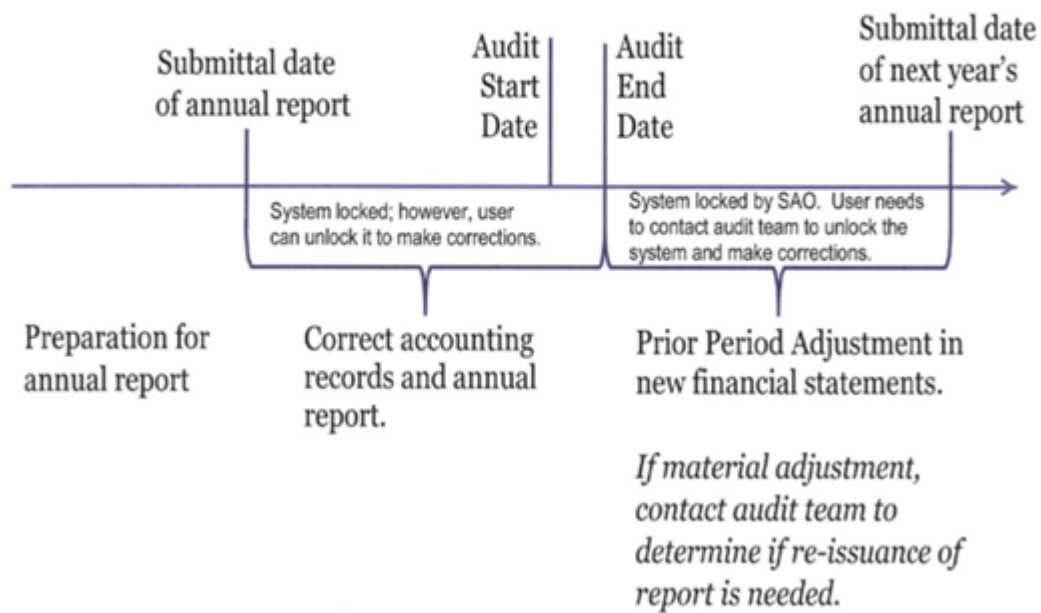 Submittal date
of annual report
Audit
Start
Date
Audit
End
Date
Submittal date
of next year's
annual report
System locked; however, user
can unlock it to make corrections.
System locked by SAO. User needs
to contact audit team to unlock the
system and make corrections.
Preparation for
annual report
Correct accounting
records and annual
report.
Prior Period Adjustment in
new financial statements.
If material adjustment,
contact audit team to
determine if re-issuance of
report is needed.